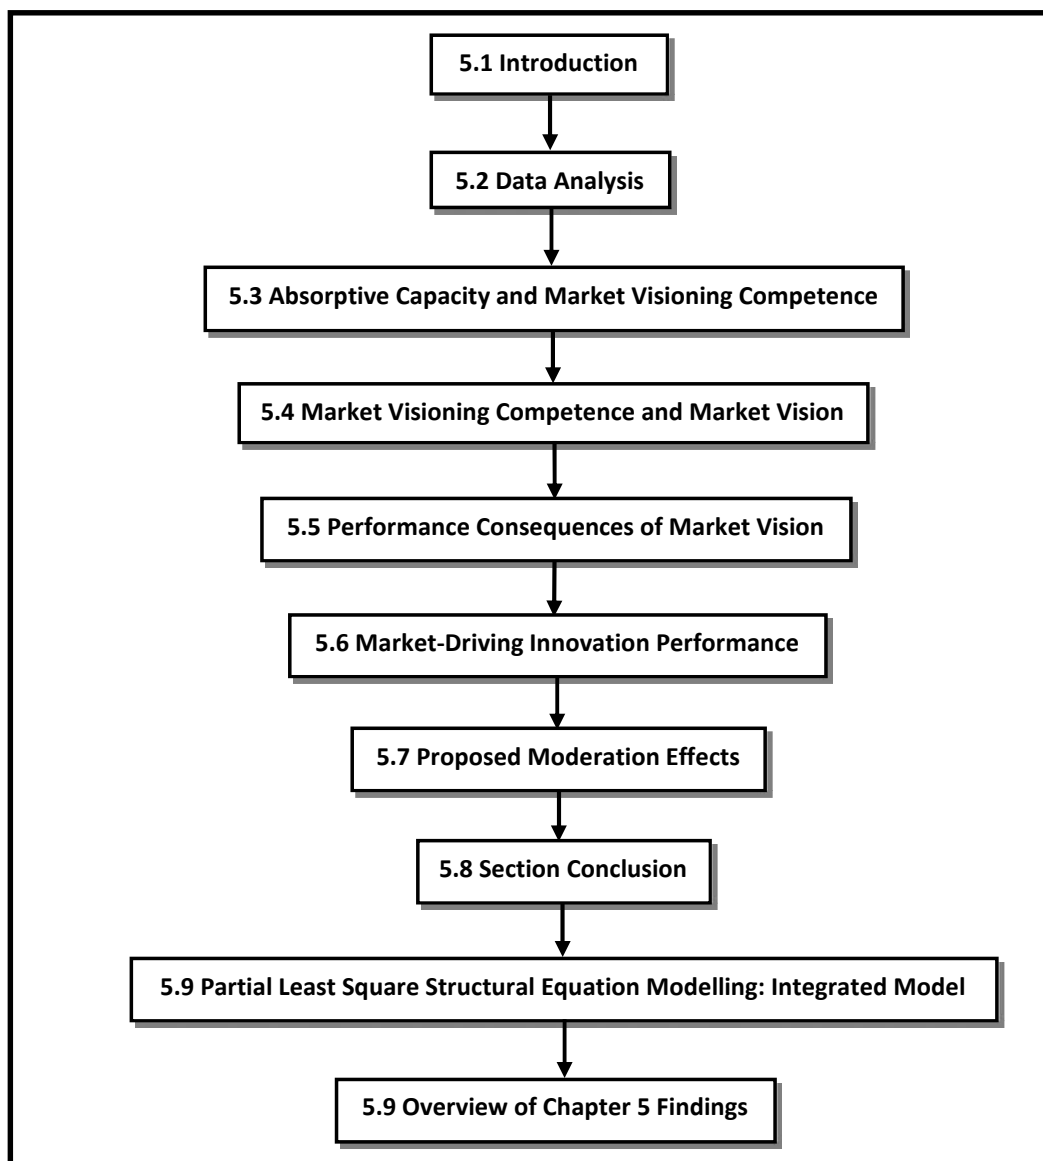 5.1 Introduction
5.2 Data Analysis
5.3 Absorptive Capacity and Market Visioning Competence
5.4 Market Visioning Competence and Market Vision
5.5 Performance Consequences of Market Vision
5.6 Market-Driving Innovation Performance
5.7 Proposed Moderation Effects
5.8 Section Conclusion
5.9 Partial Least Square Structural Equation Modelling: Integrated Model
5.9 Overview of Chapter 5 Findings